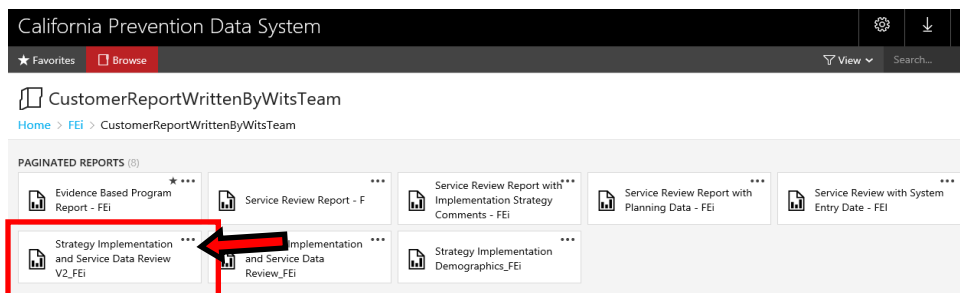 California Prevention Data System
Favorites Browse View Search...
CustomerReportWrittenByWitsTeam
Home > FEi > CustomerReportWrittenByWitsTeam
PAGINATED REPORTS (8)
Evidence Based Program
Report - FEi
Service Review Report - F
Service Review Report with
Implementation Strategy
Comments - FEi
Service Review Report with
Planning Data - FEi
Service Review with System
Entry Date - FEI
Strategy Implementation
and Service Data Review
V2_FEi
Implementation
and Service Data
Review_FEi
Strategy Implementation
Demographics_FEi